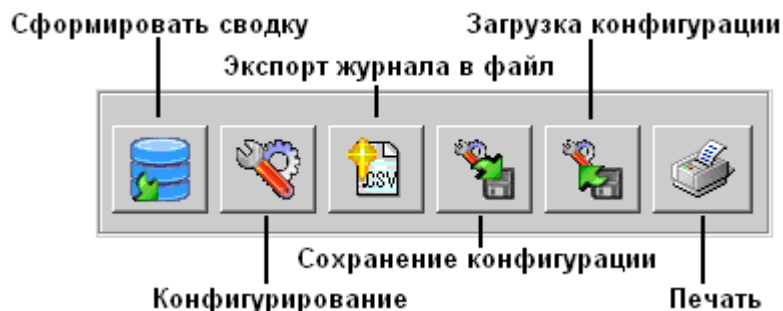 Сформировать сводку
Загрузка конфигурации
Экспорт журнала в файл
.CSV
Сохранение конфигурации
Конфигурирование
Печать